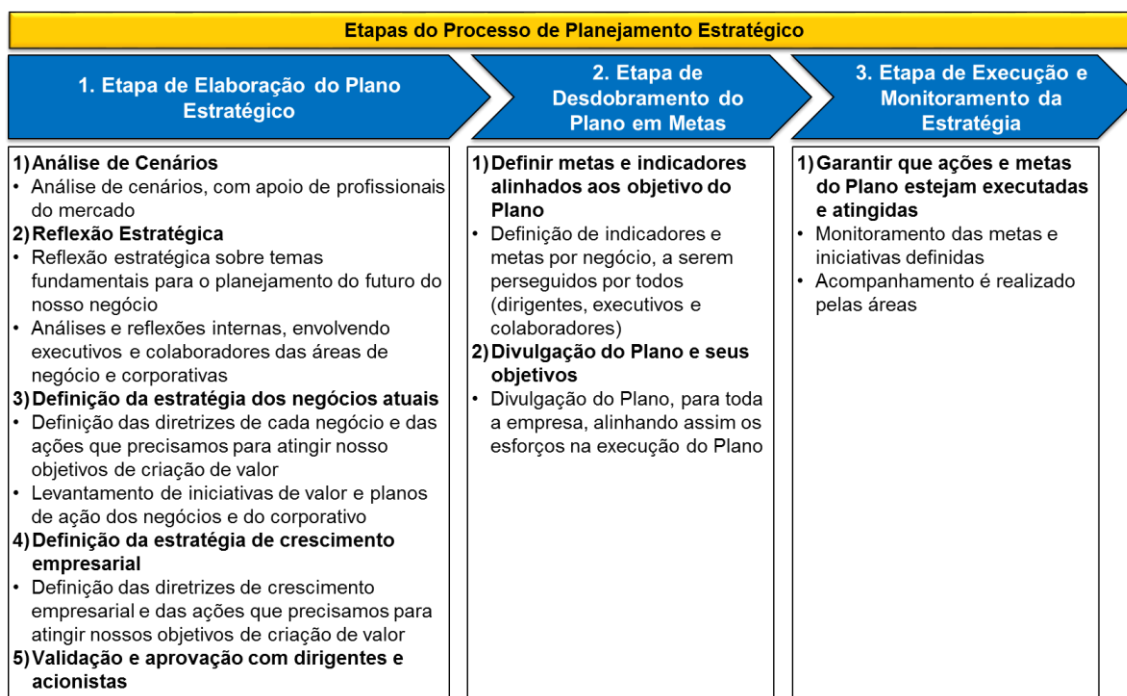 Etapas do Processo de Planejamento Estratégico
1. Etapa de Elaboração do Plano
Estratégico
2. Etapa de
Desdobramento do
Plano em Metas
3. Etapa de Execução e
Monitoramento da
Estratégia
1) Análise de Cenários
• Análise de cenários, com apoio de profissionais
do mercado
2) Reflexão Estratégica
• Reflexão estratégica sobre temas
fundamentais para o planejamento do futuro do
nosso negócio
• Análises e reflexões internas, envolvendo
executivos e colaboradores das áreas de
negócio e corporativas
3) Definição da estratégia dos negócios atuais
• Definição das diretrizes de cada negócio e das
ações que precisamos para atingir nosso
objetivos de criação de valor
• Levantamento de iniciativas de valor e planos
de ação dos negócios e do corporativo
4) Definição da estratégia de crescimento
empresarial
• Definição das diretrizes de crescimento
empresarial e das ações que precisamos para
atingir nossos objetivos de criação de valor
5) Validação e aprovação com dirigentes e
acionistas
1) Definir metas e indicadores
alinhados aos objetivo do
Plano
• Definição de indicadores e
metas por negócio, a serem
perseguidos por todos
(dirigentes, executivos e
colaboradores)
2) Divulgação do Plano e seus
objetivos
• Divulgação do Plano, para toda
a empresa, alinhando assim os
esforços na execução do Plano
1) Garantir que ações e metas
do Plano estejam executadas
e atingidas
• Monitoramento das metas e
iniciativas definidas
• Acompanhamento é realizado
pelas áreas